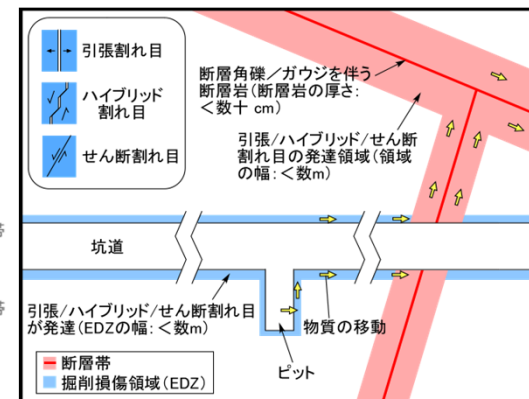 引張割れ目
ハイブリッド
割れ目
せん断割れ目
断層角礫／ガウジを伴う
断層岩(断層岩の厚さ:
＜数十 cm)
引張/ハイブリッド/せん断
割れ目の発達領域(領域
の幅:＜数m)
帯
坑道
帯
引張/ハイブリッド/せん断割れ目
が発達(EDZの幅:＜数m)
物質の移動
ピット
断層帯
掘削損傷領域(EDZ)